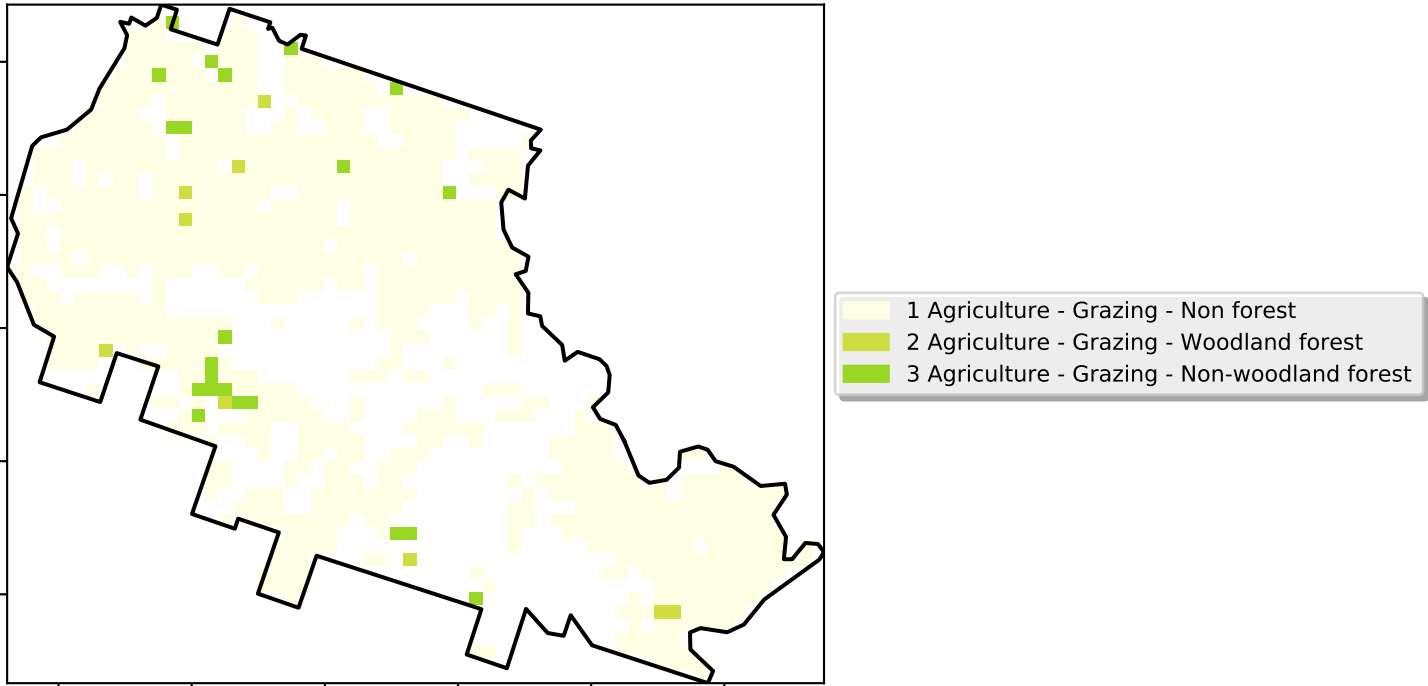 1 Agriculture - Grazing - Non forest
2 Agriculture - Grazing - Woodland forest
3 Agriculture - Grazing - Non-woodland forest